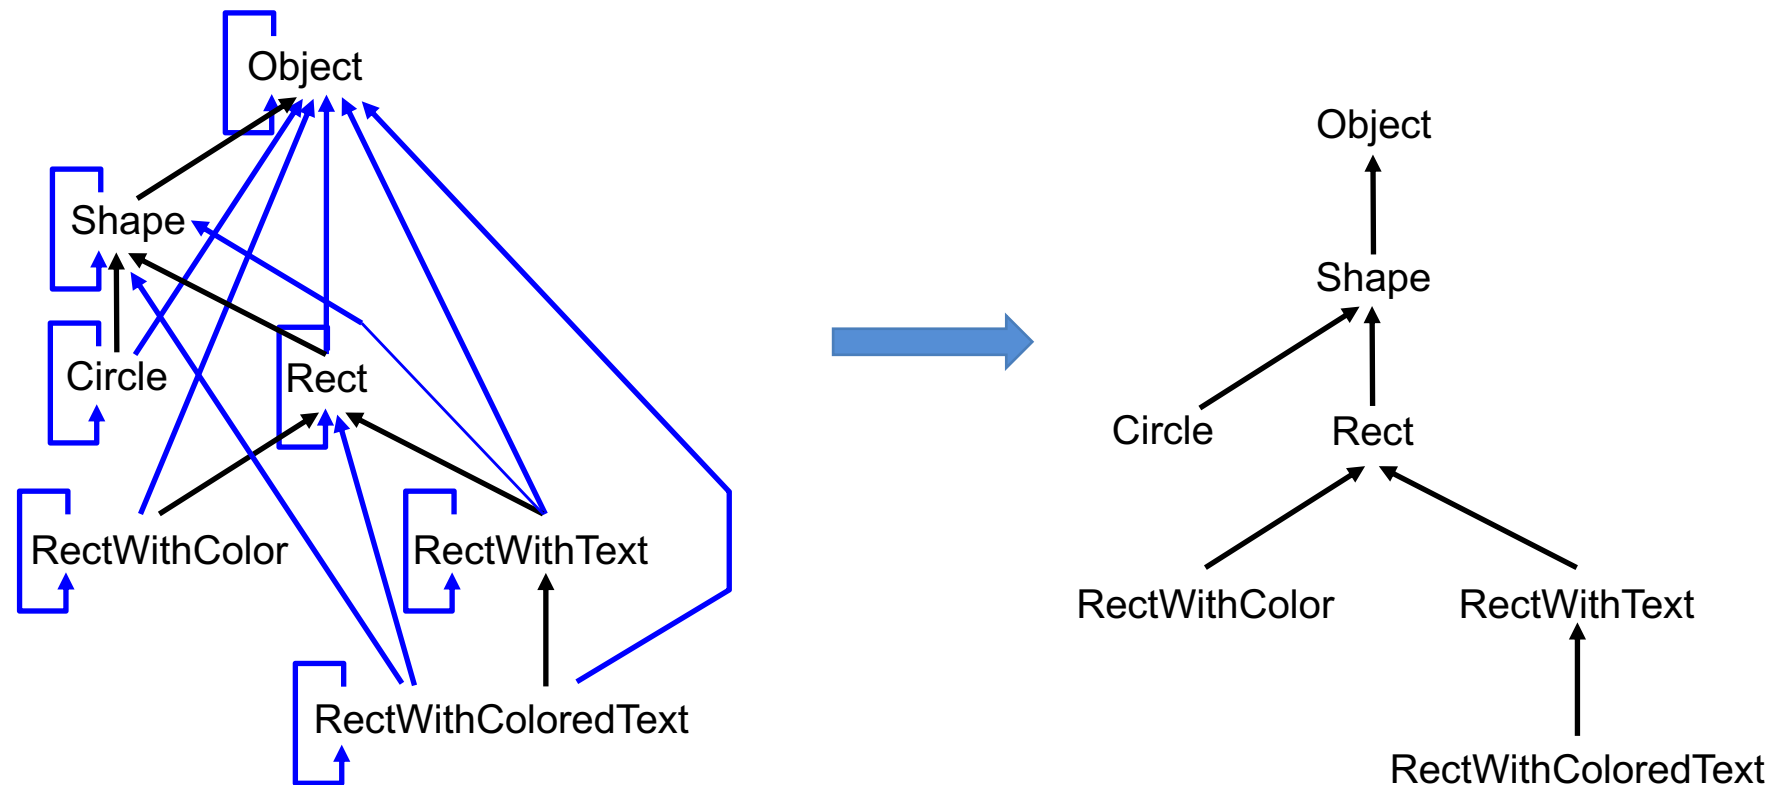 Object
Shape
Circle
Rect
RectWithColor
RectWithText
RectWithColoredText
Object
Shape
Circle
Rect
RectWithColor
RectWithText
RectWithColoredText